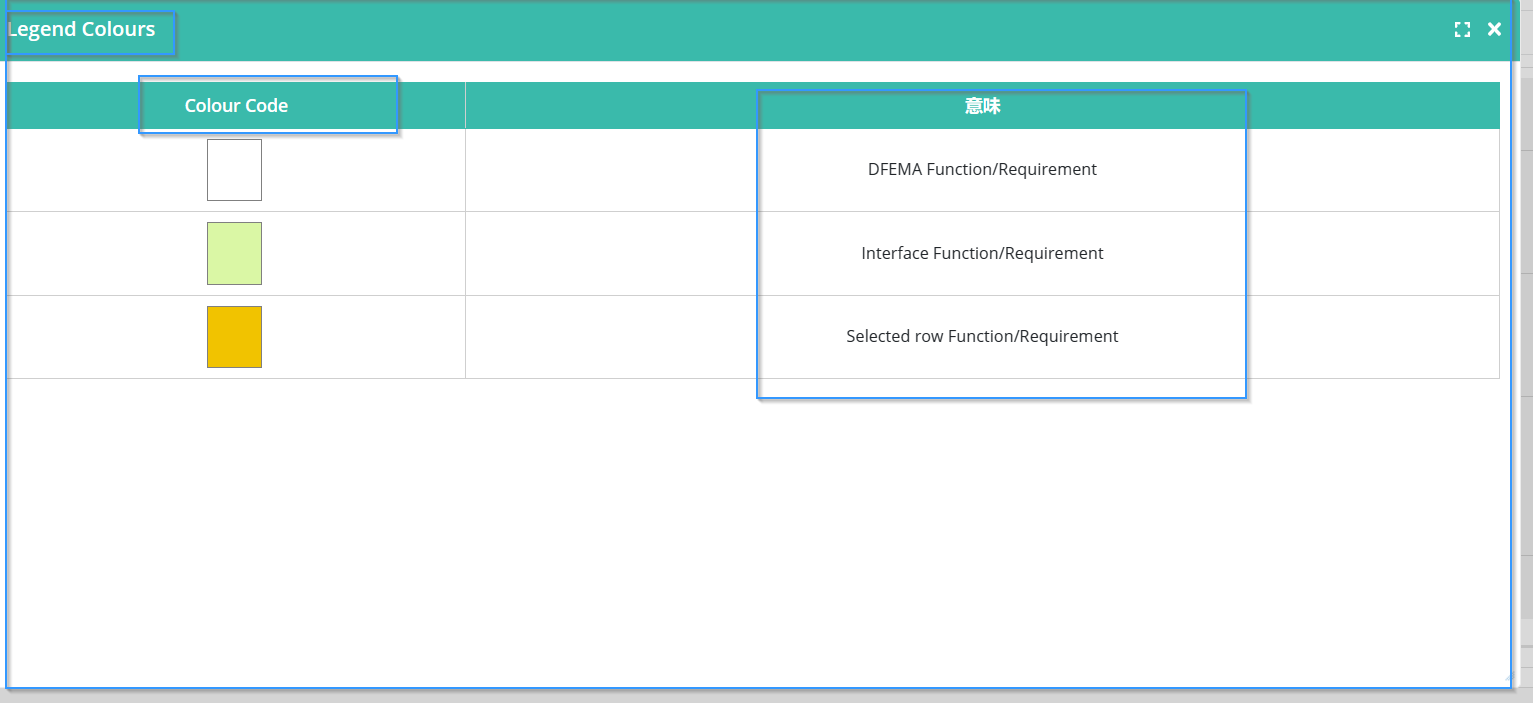 Legend Colours
Colour Code
意味
DFEMA Function/Requirement
Interface Function/Requirement
Selected row Function/Requirement